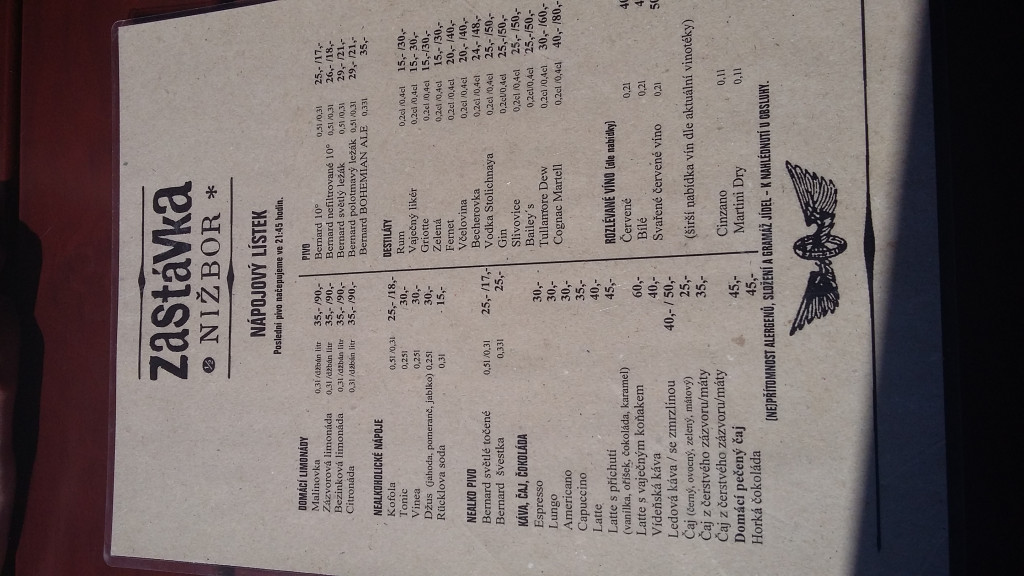 zastávka
NIŽBOR *
NÁPOJOVÝ LÍSTEK
Poslední pivo načepujeme ve 21:45 hodin.
DOMÁCÍ LIMONÁDY
Malinovka 0,3l /džbán litr 35,-/90,-
Zázvorová limonáda 0,3l /džbán litr 35,-/90,-
Bezinková limonáda 0,3l /džbán litr 35,-/90,-
Citronáda 0,3l /džbán litr 35,-/90,-
NEALKOHOLICKÉ NÁPOJE
Kofola 0,5l /0,3l 25,-/18,-
Tonic 0,25l 30,-
Vinea 0,25l 30,-
Džus (jahoda, pomeranč, jablko) 0,25l 30,-
Rücklova soda 0,3l 15,-
NEALKO PIVO
Bernard světlé točené 0,5l /0,3l 25,- /17,-
Bernard švestka 0,33l 25,-
KÁVA, ČAJ, ČOKOLÁDA
Espresso 30,-
Lungo 30,-
Americano 30,-
Capuccino 35,-
Latte 40,-
Latte s příchutí 45,-
(vanilka, oříšek, čokoláda, karamel)
Latte s vaječným koňakem 60,-
Vídeňská káva 40,-
Ledová káva / se zmrzlinou 40,- / 50,-
Čaj (černý, ovocný, zelený, mátový) 25,-
Čaj z čerstvého zázvoru/máty 35,-
Čaj z čerstvého zázvoru/máty
Domácí pečený čaj 45,-
Horká čokoláda 45,-
PIVO
Bernard 10° 0,5l /0,3l 25,- /17,-
Bernard nefiltrované 10° 0,5l /0,3l 26,- /18,-
Bernard světlý ležák 0,5l /0,3l 29,- /21,-
Bernard polotmavý ležák 0,5l /0,3l 29,- /21,-
Bernard BOHEMIAN ALE 0,33l 35,-
DESTILÁTY
Rum 0,2cl /0,4cl 15,- /30,-
Vaječný likér 0,2cl /0,4cl 15,- 30,-
Griotte 0,2cl /0,4cl 15,-/30,-
Zelená 0,2cl /0,4cl 15,- /30,-
Fernet 0,2cl /0,4cl 20,- /40,-
Včelovina 0,2cl /0,4cl 20,- /40,-
Becherovka 0,2cl /0,4cl 24,- /48,-
Vodka Stolichnaya 0,2cl /0,4cl 25,- /50,-
Gin 0,2cl/0,4cl 25,-/50,-
Slivovice 0,2cl /0,4cl 25,- /50,-
Bailey's 0,2cl/0,4cl 25,-/50,-
Tullamore Dew 0,2cl /0,4cl 30,- /60,-
Cognac Martell 0,2cl /0,4cl 40,- /80,-
ROZLÉVANÉ VÍNO (dle nabídky)
Červené 0,2l
Bílé 0,2l
Svařené červené víno 0,2l
(širší nabídka vín dle aktuální vinotéky)
Cinzano 0,1l
Martini Dry 0,1l
(NE)PŘÍTOMNOST ALERGENŮ, SLOŽENÍ A GRAMÁŽ JÍDEL – K NAHLÉDNUTÍ U OBSLUHY.